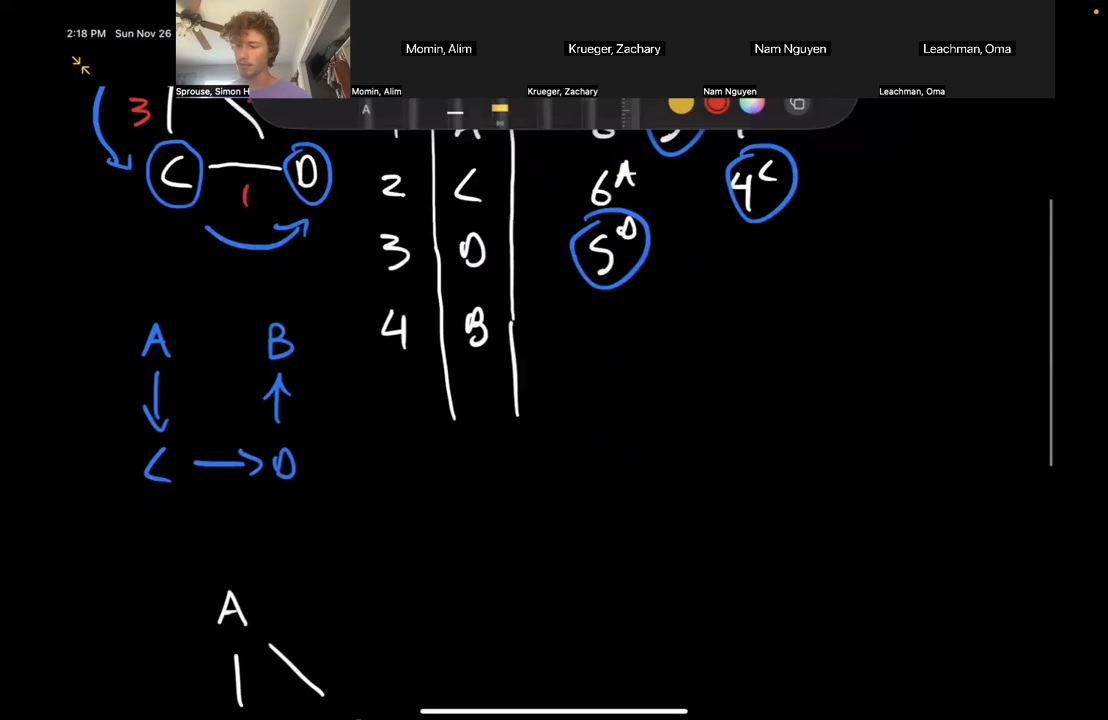 2:18 PM Sun Nov 26
Momin, Alim
Krueger, Zachary
Nam Nguyen
Leachman, Oma
Sprouse, Simon H
Momin, Alim
Krueger, Zachary
Nam Nguyen
Leachman, Oma
A
3
C D
1
2 C 6A 4C
3 D 5D
4 B
A B
C D
A